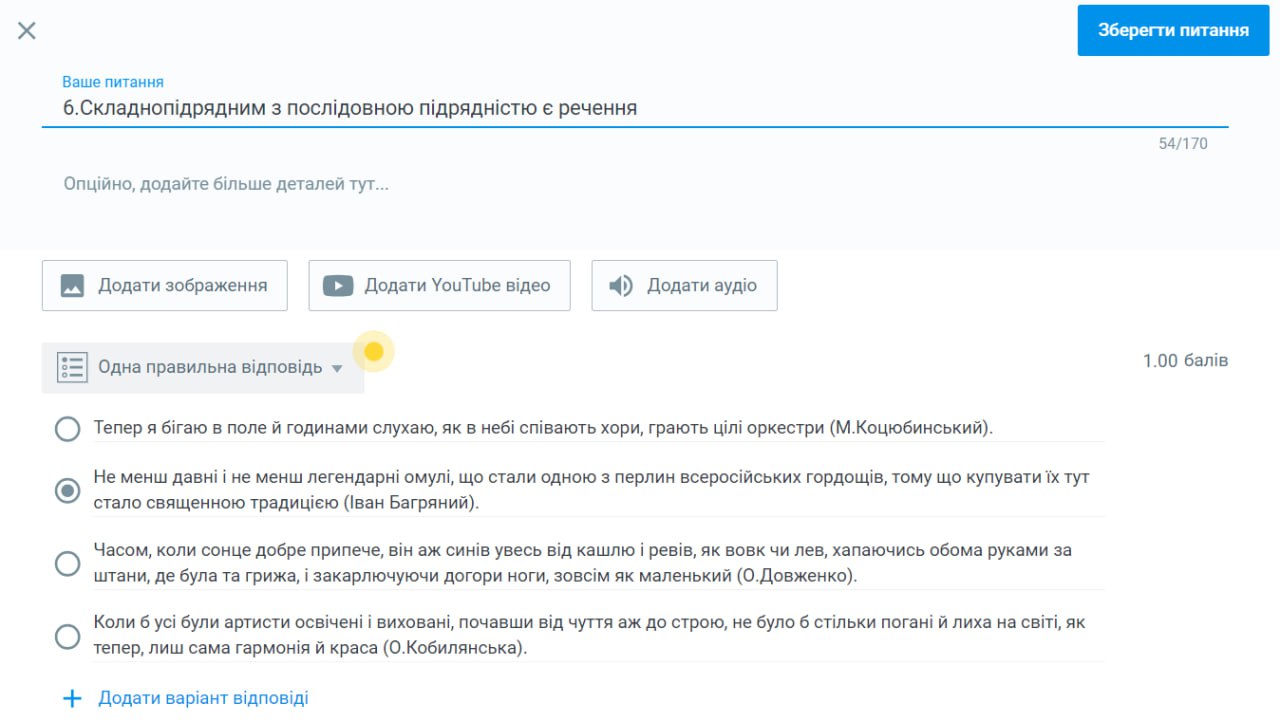 Зберегти питання
Ваше питання
6.Складнопідрядним з послідовною підрядністю є речення
54/170
Опційно, додайте більше деталей тут...
Додати зображення
Додати YouTube відео
Додати аудіо
Одна правильна відповідь
1.00 балів
Тепер я бігаю в поле й годинами слухаю, як в небі співають хори, грають цілі оркестри (М.Коцюбинський).
Не менш давні і не менш легендарні омулі, що стали одною з перлин всеросійських гордощів, тому що купувати їх тут
стало священною традицією (Іван Багряний).
Часом, коли сонце добре припече, він аж синів увесь від кашлю і ревів, як вовк чи лев, хапаючись обома руками за
штани, де була та грижа, і закарлючуючи догори ноги, зовсім як маленький (О.Довженко).
Коли б усі були артисти освічені і виховані, почавши від чуття аж до строю, не було б стільки погані й лиха на світі, як
тепер, лиш сама гармонія й краса (О.Кобилянська).
Додати варіант відповіді